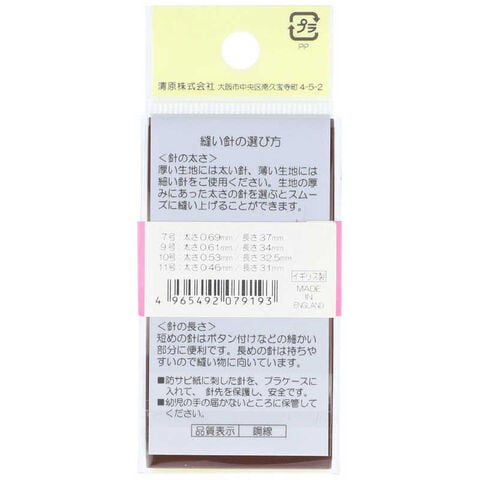 プラ
PP
清原株式会社 大阪市中央区南久宝寺町 4-5-2
縫い針の選び方
<針の太さ>
厚い生地には太い針、薄い生地には
細い針をご使用ください。生地の厚
みにあった太さの針を選ぶとスムー
ズに縫い上げることができます。
7号:太さ0.69mm/長さ37mm
9号:太さ0.61mm/長さ34mm
10号:太さ0.53mm/長さ32.5mm
11号:太さ0.46mm/長さ31mm
イギリス製
MADE
IN
ENGLAND
4 965492 079193
<針の長さ>
短めの針はボタン付けなどの細かい
部分に便利です。長めの針は持ちや
すいので縫い物に向いています。
■防サビ紙に刺した針を、プラケース
に入れて、針先を保護し、安全です。
■幼児の手の届かないところに保管して
ください。
品質表示 鋼線